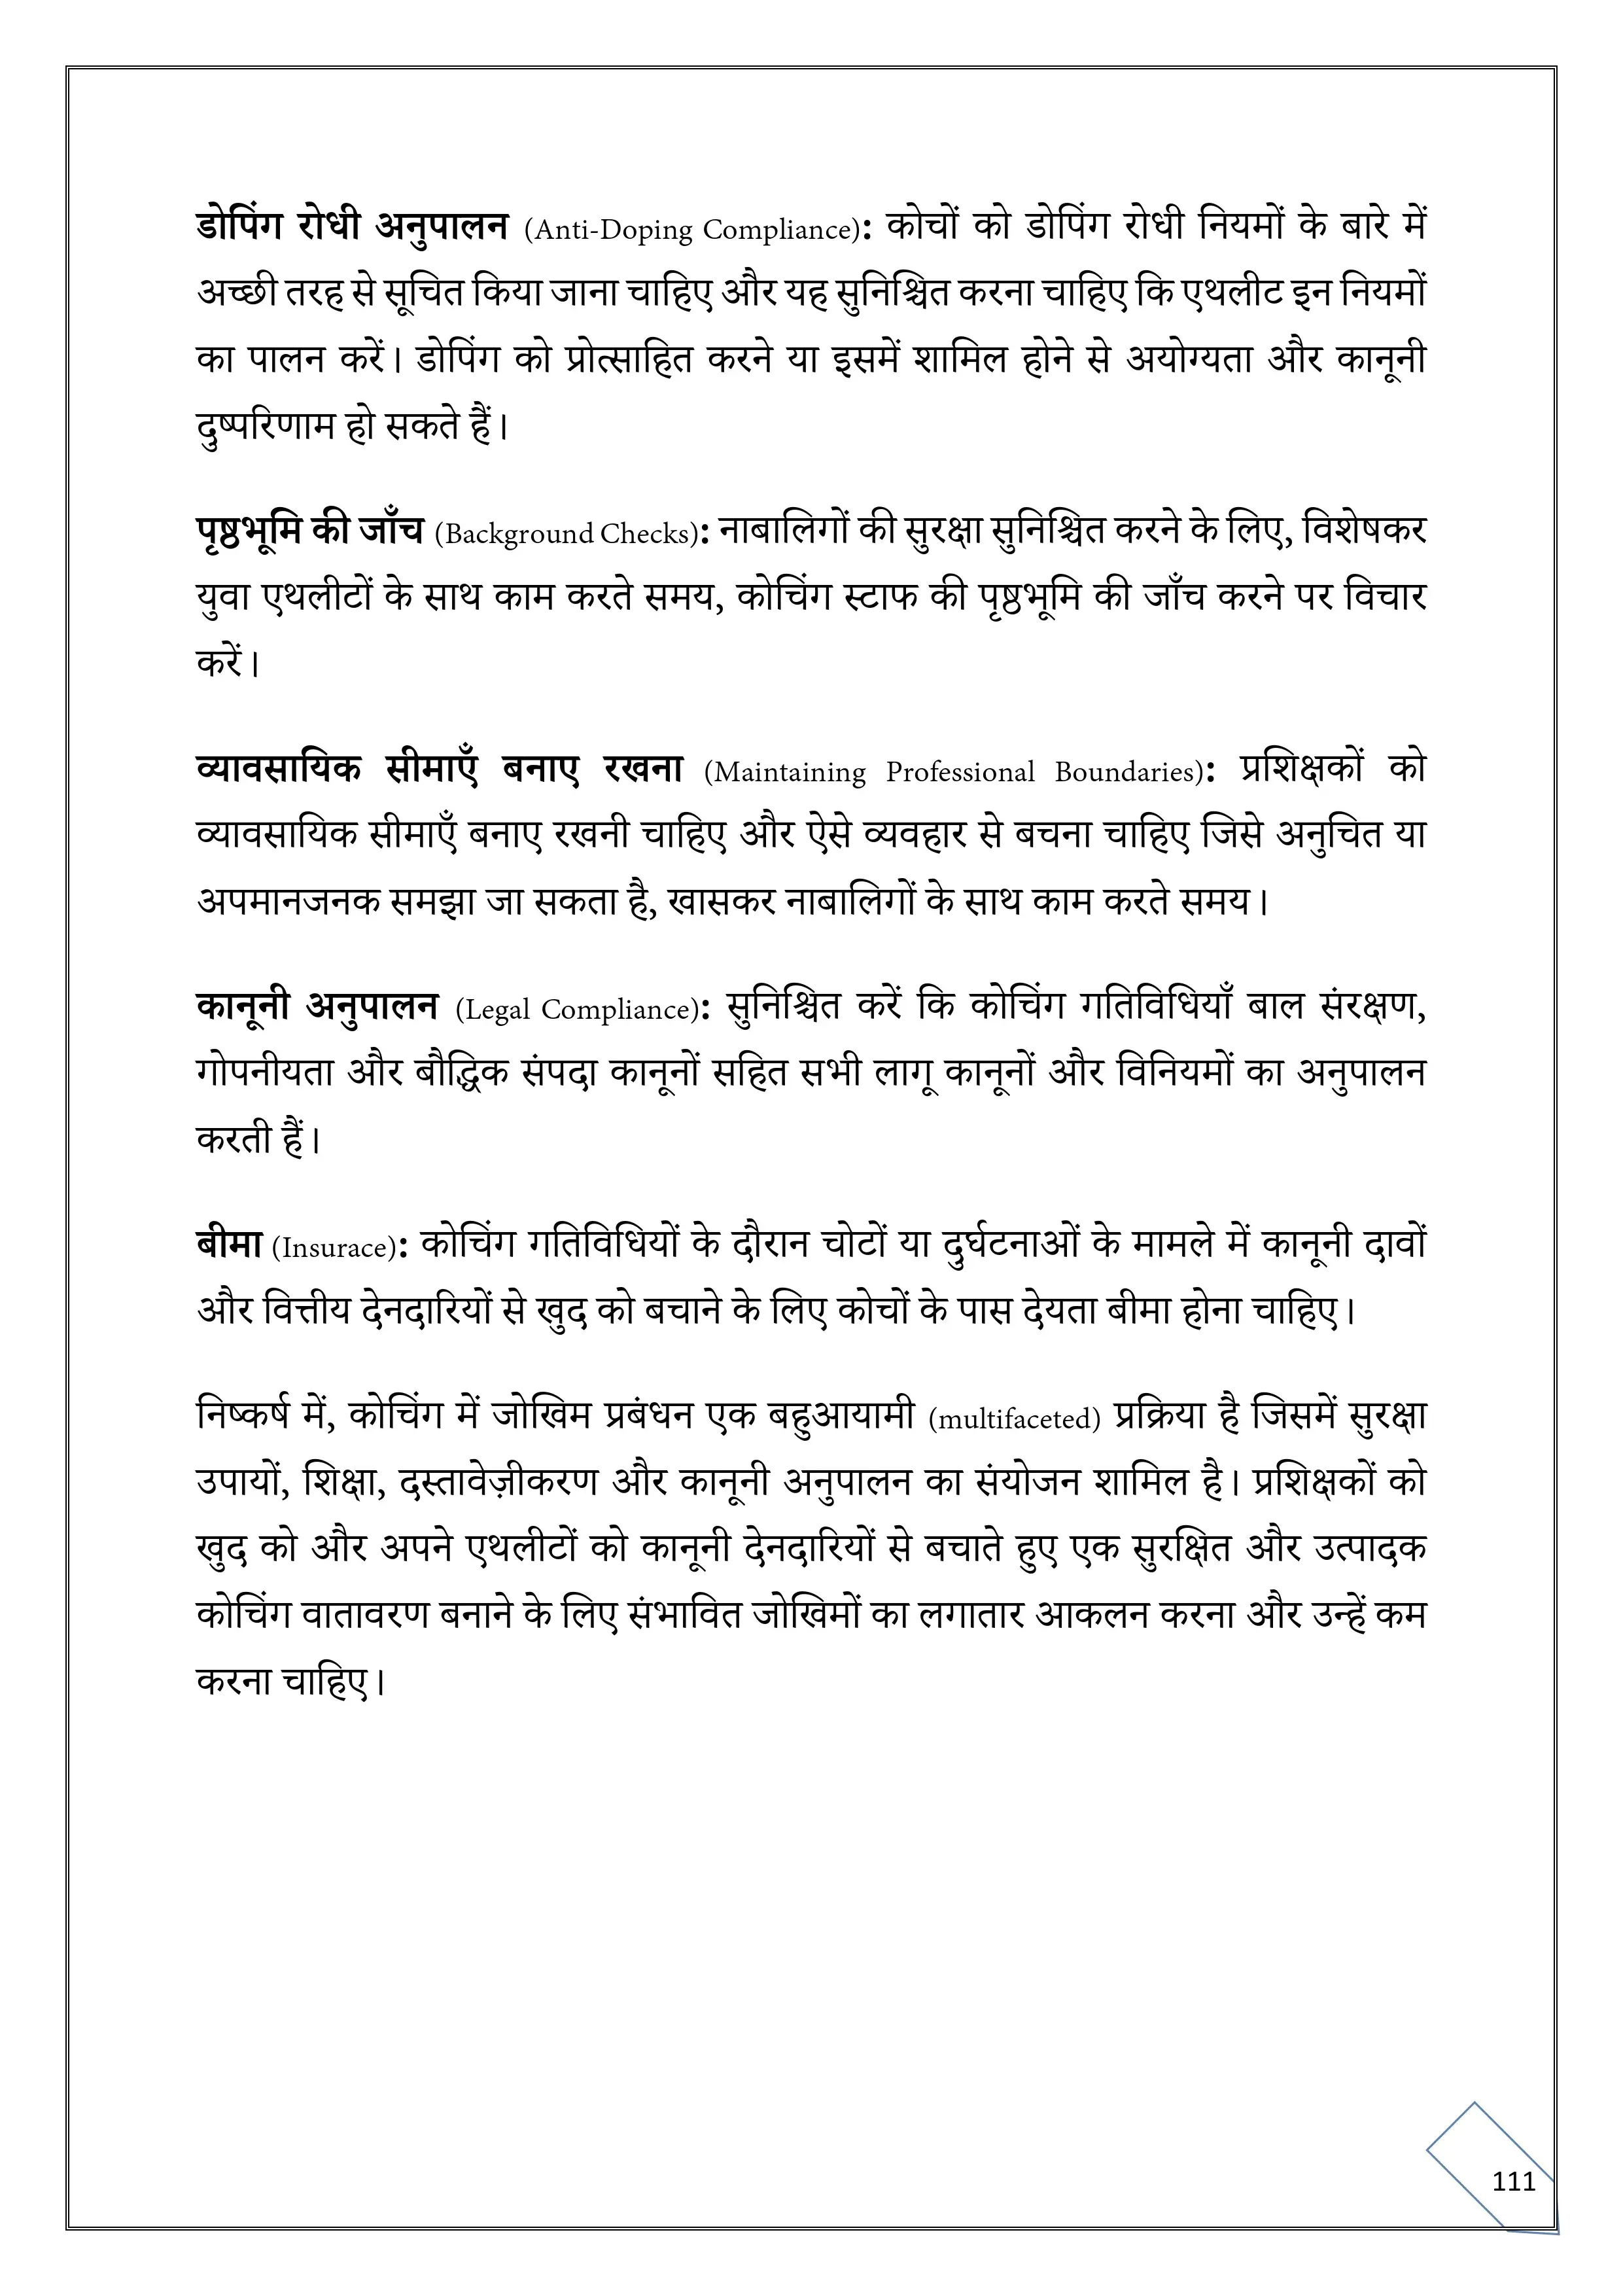 डोपिंग रोधी अनुपालन (Anti-Doping Compliance): कोचों को डोपिंग रोधी नियमों के बारे में
अच्छी तरह से सूचित किया जाना चाहिए और यह सुनिश्चित करना चाहिए कि एथलीट इन नियमों
का पालन करें। डोपिंग को प्रोत्साहित करने या इसमें शामिल होने से अयोग्यता और कानूनी
दुष्परिणाम हो सकते हैं।
पृष्ठभूमि की जाँच (Background Checks): नाबालिगों की सुरक्षा सुनिश्चित करने के लिए, विशेषकर
युवा एथलीटों के साथ काम करते समय, कोचिंग स्टाफ की पृष्ठभूमि की जाँच करने पर विचार
करें।
व्यावसायिक सीमाएँ बनाए रखना (Maintaining Professional Boundaries): प्रशिक्षकों को
व्यावसायिक सीमाएँ बनाए रखनी चाहिए और ऐसे व्यवहार से बचना चाहिए जिसे अनुचित या
अपमानजनक समझा जा सकता है, खासकर नाबालिगों के साथ काम करते समय।
कानूनी अनुपालन (Legal Compliance): सुनिश्चित करें कि कोचिंग गतिविधियाँ बाल संरक्षण,
गोपनीयता और बौद्धिक संपदा कानूनों सहित सभी लागू कानूनों और विनियमों का अनुपालन
करती हैं।
बीमा (Insurace): कोचिंग गतिविधियों के दौरान चोटों या दुर्घटनाओं के मामले में कानूनी दावों
और वित्तीय देनदारियों से खुद को बचाने के लिए कोचों के पास देयता बीमा होना चाहिए।
निष्कर्ष में, कोचिंग में जोखिम प्रबंधन एक बहुआयामी (multifaceted) प्रक्रिया है जिसमें सुरक्षा
उपायों, शिक्षा, दस्तावेज़ीकरण और कानूनी अनुपालन का संयोजन शामिल है। प्रशिक्षकों को
खुद को और अपने एथलीटों को कानूनी देनदारियों से बचाते हुए एक सुरक्षित और उत्पादक
कोचिंग वातावरण बनाने के लिए संभावित जोखिमों का लगातार आकलन करना और उन्हें कम
करना चाहिए।
111